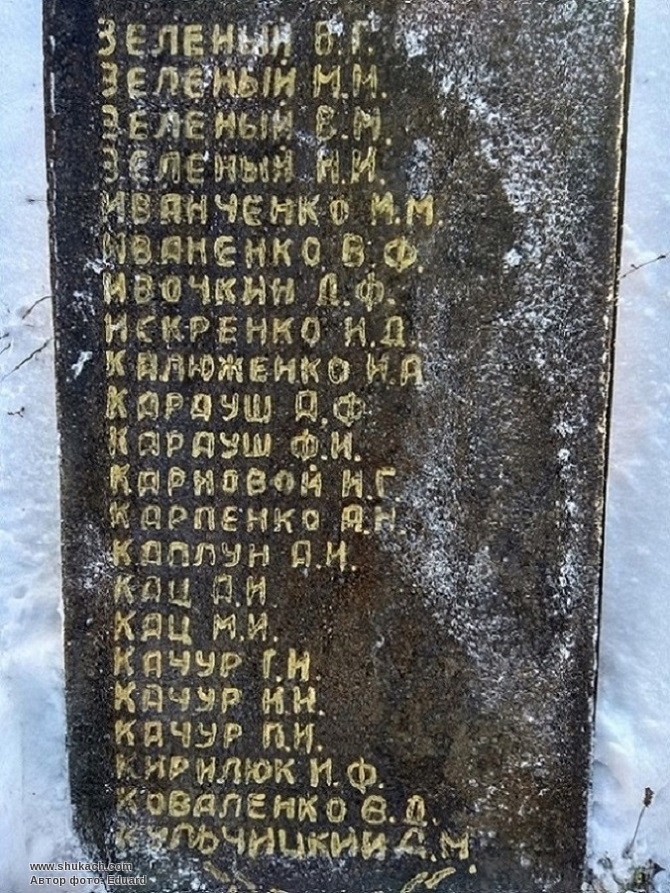 ЗЕЛЕНЫЙ В.Г.
ЗЕЛЕНЫЙ М.М.
ЗЕЛЕНЫЙ В.М.
ЗЕЛЕНЫЙ Н.И.
ИВАНЧЕНКО И.М.
ИВАНЕНКО В.Ф.
ИВОЧКИН Д.Ф.
ИСКРЕНКО И.Д.
КАЛЮЖЕНКО Н.А
КАРАУШ А.Ф
КАРАУШ Ф.И.
КАРНОВОЙ Н.Г.
КАРПЕНКО А.Н.
КАПЛУН А.И.
КАЦ А.И
КАЦ М.И.
КАЧУР Г.Н.
КАЧУР И.Н.
КАЧУР П.И.
КИРИЛЮК И.Ф.
КОВАЛЕНКО В.Д.
КУЛЬЧИЦКИЙ Д.М
www.shukach.com
Автор фото: Eduard